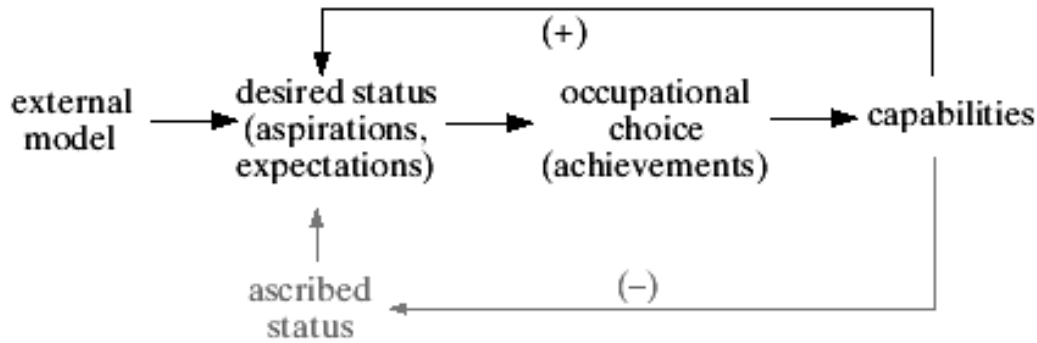 (+)
external
model
desired status
(aspirations,
expectations)
occupational
choice
(achievements)
capabilities
ascribed
status
(–)